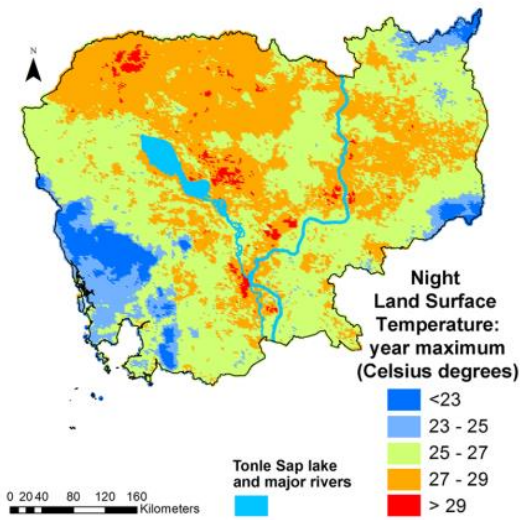 N
Night
Land Surface
Temperature:
year maximum
(Celsius degrees)
<23
23 - 25
25 - 27
27 - 29
> 29
Tonle Sap lake
and major rivers
0 20 40 80 120 160
Kilometers